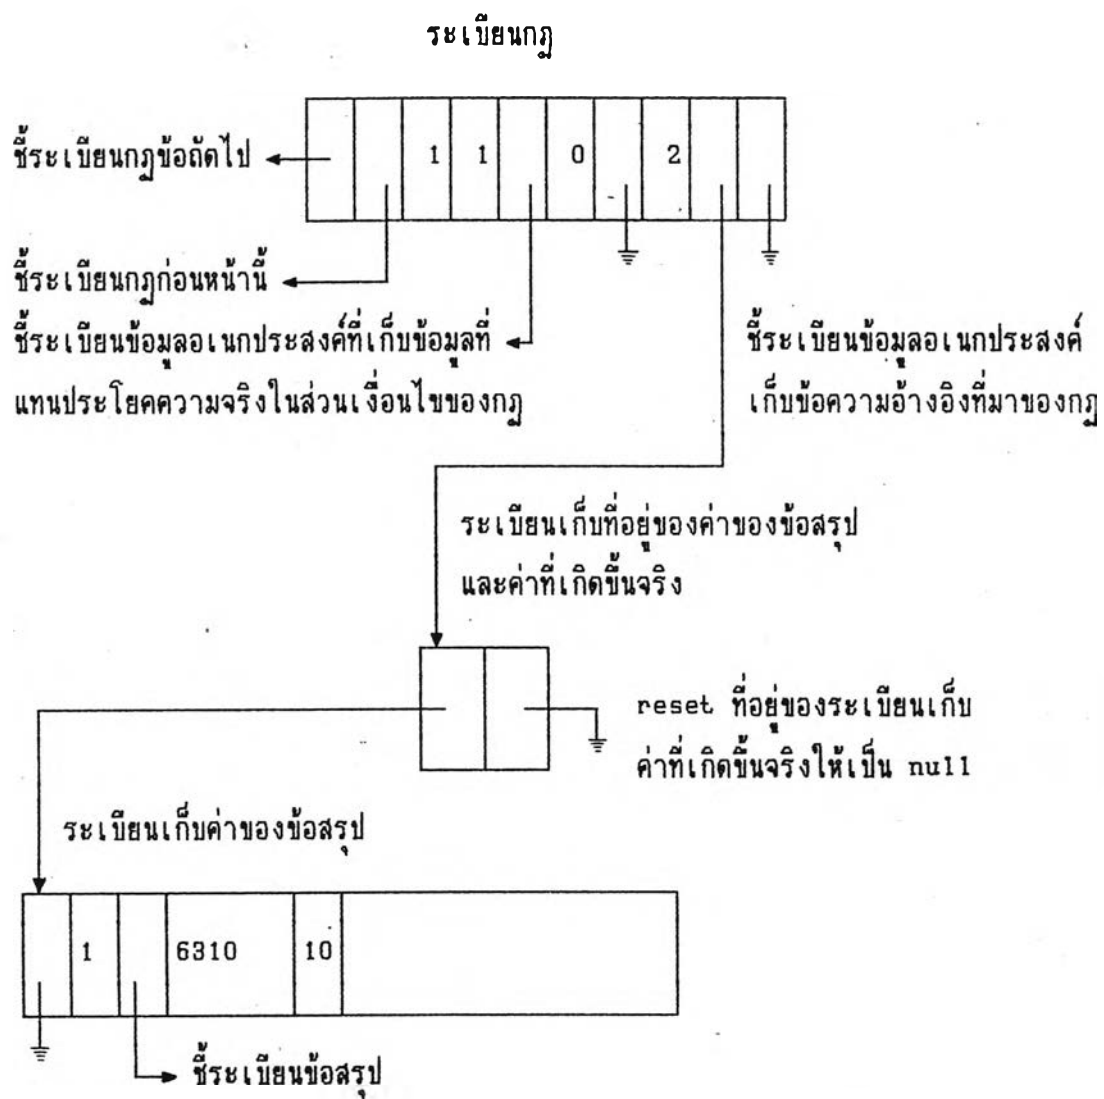 ระเบียนกฎ
1 1 0 2
ชี้ระเบียนกฎข้อถัดไป
ชี้ระเบียนกฎก่อนหน้านี้
ชี้ระเบียนข้อมูลอเนกประสงค์ที่เก็บข้อมูลที่
แทนประโยคความจริงในส่วนเงื่อนไขของกฎ
ชี้ระเบียนข้อมูลอเนกประสงค์
เก็บข้อความอ้างอิงที่มาของกฎ
ระเบียนเก็บที่อยู่ของค่าของข้อสรุป
และค่าที่เกิดขึ้นจริง
reset ที่อยู่ของระเบียนเก็บ
ค่าที่เกิดขึ้นจริงให้เป็น null
ระเบียนเก็บค่าของข้อสรุป
1 6310 10
ชี้ระเบียนข้อสรุป